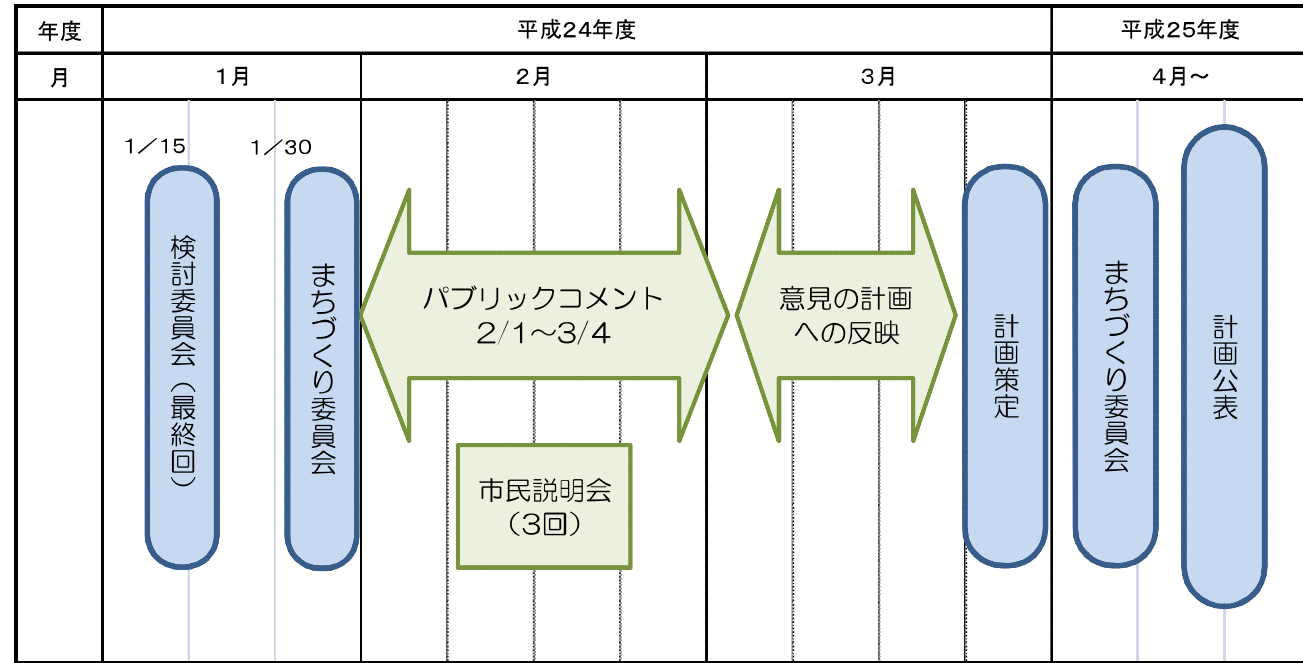 年度
平成24年度
平成25年度
月
1月
2月
3月
4月～
1／15
1／30
検討委員会（最終回）
まちづくり委員会
パブリックコメント
2/1～3/4
市民説明会
（3回）
意見の計画
への反映
計画策定
まちづくり委員会
計画公表